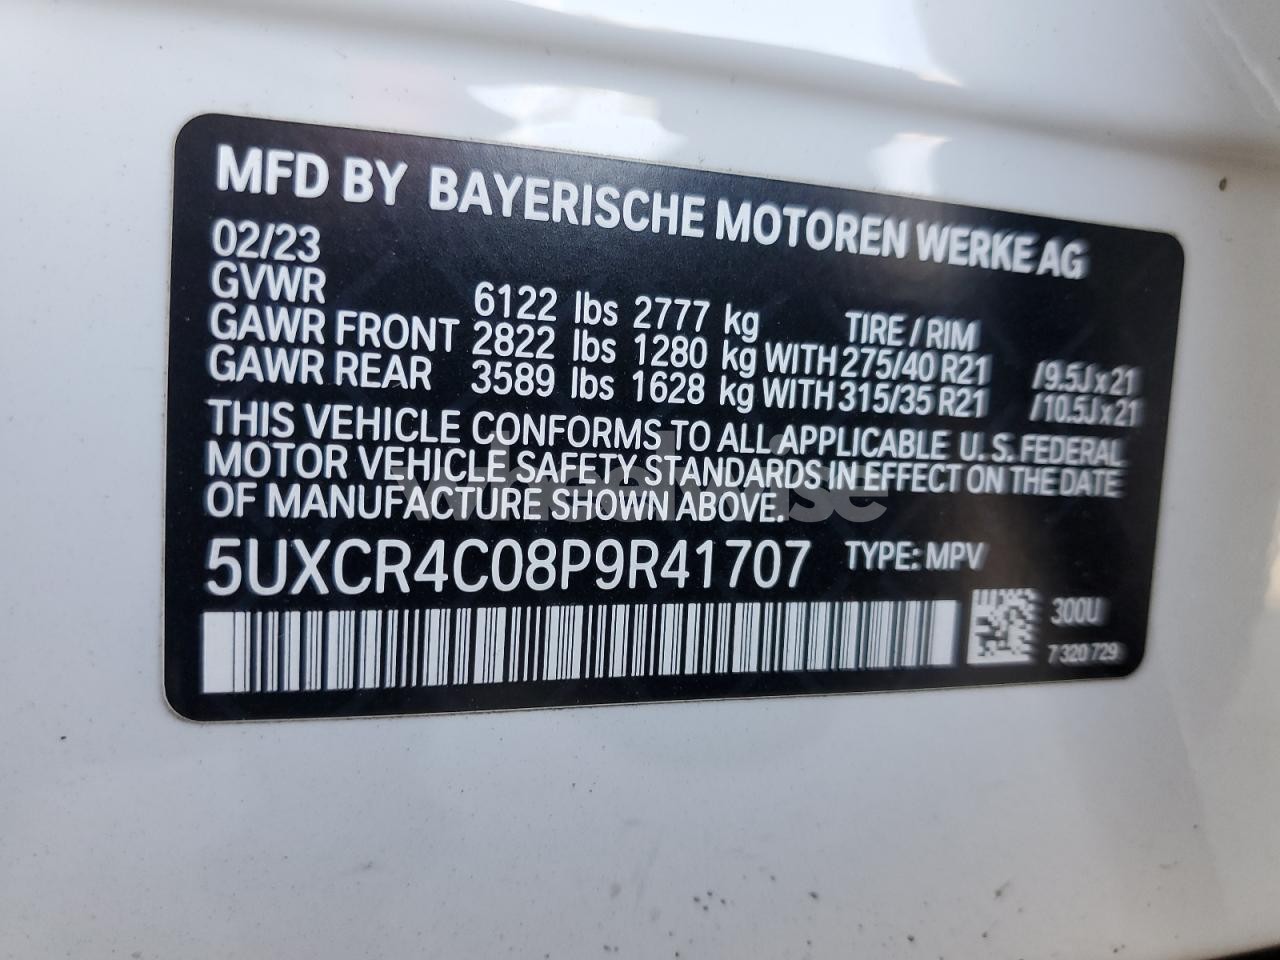 MFD BY BAYERISCHE MOTOREN WERKE AG
02/23
GVWR 6122 lbs 2777 kg TIRE / RIM
GAWR FRONT 2822 lbs 1280 kg WITH 275/40 R21 /9.5J x 21
GAWR REAR 3589 lbs 1628 kg WITH 315/35 R21 /10.5J x 21
THIS VEHICLE CONFORMS TO ALL APPLICABLE U.S. FEDERAL
MOTOR VEHICLE SAFETY STANDARDS IN EFFECT ON THE DATE
OF MANUFACTURE SHOWN ABOVE.
5UXCR4C08P9R41707 TYPE: MPV
300U
7 320 729